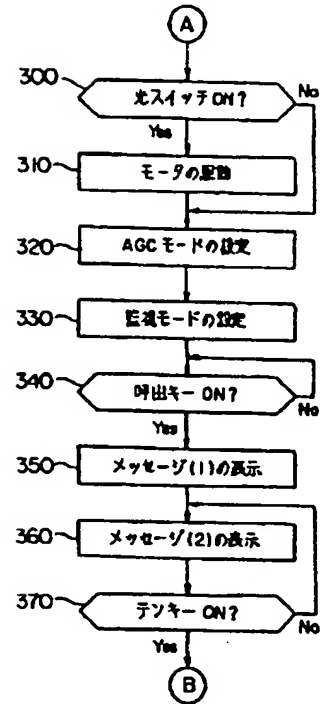 A
300
光スイッチON?
No
Yes
310
モータの駆動
320
AGCモードの設定
330
監視モードの設定
340
呼出キーON?
No
Yes
350
メッセージ(1)の表示
360
メッセージ(2)の表示
370
テンキーON?
No
Yes
B